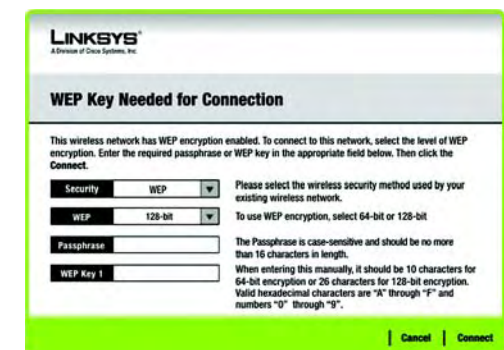 LINKSYS®
A Division of Cisco Systems, Inc.
WEP Key Needed for Connection
This wireless network has WEP encryption enabled. To connect to this network, select the level of WEP
encryption. Enter the required passphrase or WEP key in the appropriate field below. Then click the
Connect.
Security WEP
Please select the wireless security method used by your
existing wireless network.
WEP 128-bit
To use WEP encryption, select 64-bit or 128-bit
Passphrase
The Passphrase is case-sensitive and should be no more
than 16 characters in length.
WEP Key 1
When entering this manually, it should be 10 characters for
64-bit encryption or 26 characters for 128-bit encryption.
Valid hexadecimal characters are "A" through "F" and
numbers "0" through "9".
Cancel Connect